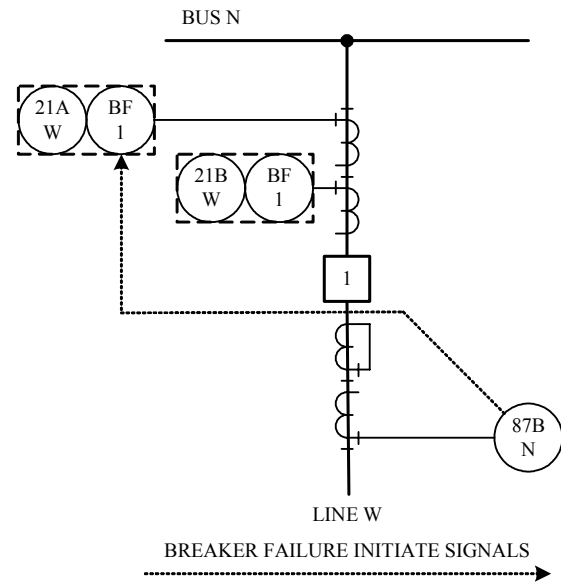 BUS N
21A
W
BF
1
21B
W
BF
1
1
87B
N
LINE W
BREAKER FAILURE INITIATE SIGNALS